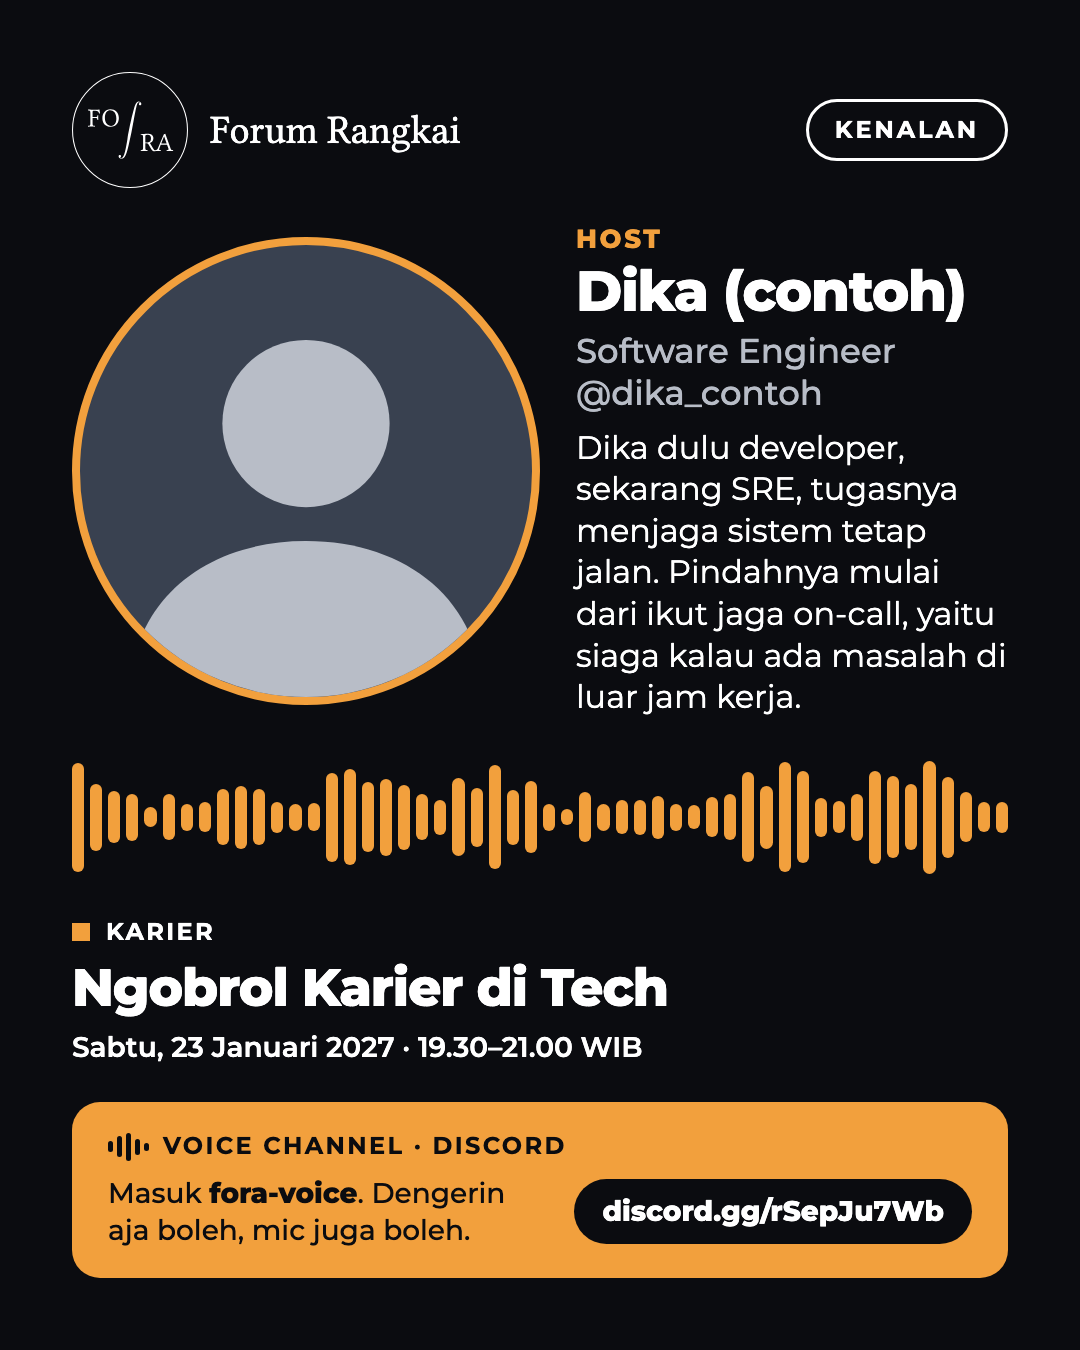 FO
RA
Forum Rangkai
KENALAN
HOST
Dika (contoh)
Software Engineer
@dika_contoh
Dika dulu developer,
sekarang SRE, tugasnya
menjaga sistem tetap
jalan. Pindahnya mulai
dari ikut jaga on-call, yaitu
siaga kalau ada masalah di
luar jam kerja.
KARIER
Ngobrol Karier di Tech
Sabtu, 23 Januari 2027 · 19.30–21.00 WIB
VOICE CHANNEL · DISCORD
Masuk fora-voice. Dengerin
aja boleh, mic juga boleh.
discord.gg/rSepJu7Wb